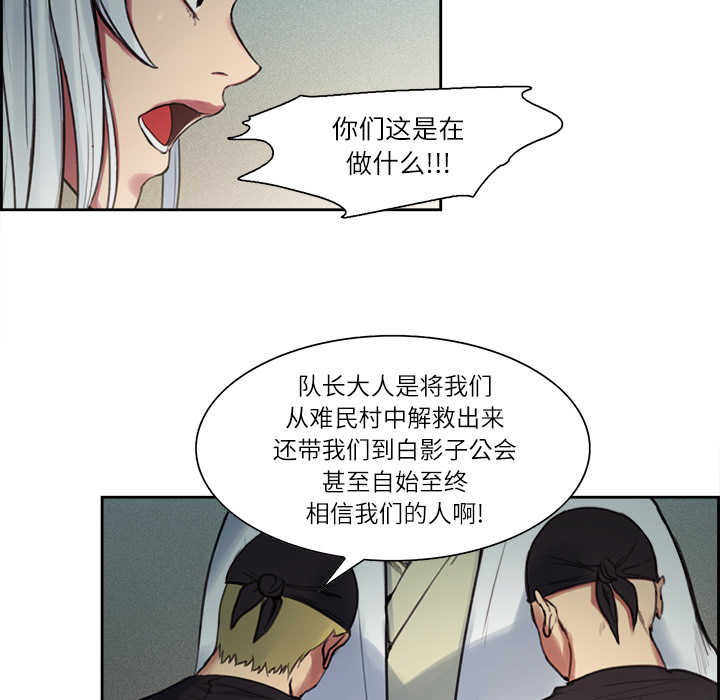 你们这是在
做什么!!!
队长大人是将我们
从难民村中解救出来
还带我们到白影子公会
甚至自始至终
相信我们的人啊!